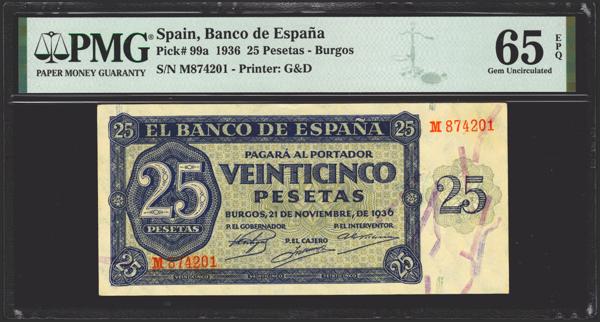 PMG
PAPER MONEY GUARANTY
Spain, Banco de España
Pick# 99a 1936 25 Pesetas - Burgos
S/N M874201 - Printer: G&D
65 EPQ
Gem Uncirculated
25 25
EL BANCO DE ESPAÑA
M 874201
PAGARÁ AL PORTADOR
25
PESETAS
VEINTICINCO
PESETAS
25
BURGOS, 21 DE NOVIEMBRE, DE 1936
P. EL GOBERNADOR P. EL INTERVENTOR
P. EL CAJERO
M 874201
25 25